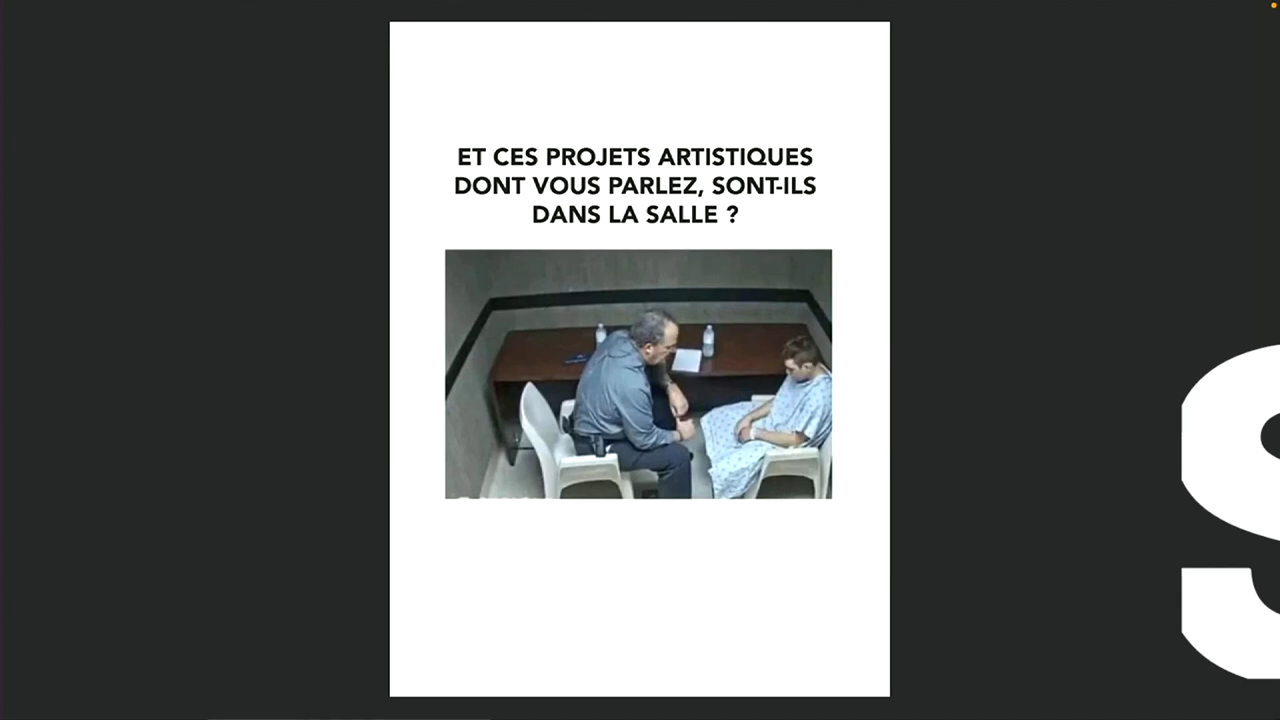 ET CES PROJETS ARTISTIQUES
DONT VOUS PARLEZ, SONT-ILS
DANS LA SALLE ?
S